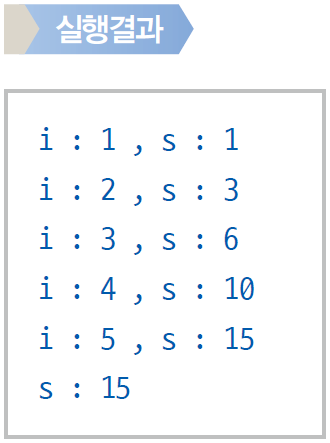 실행결과
i : 1 , s : 1
i : 2 , s : 3
i : 3 , s : 6
i : 4 , s : 10
i : 5 , s : 15
s : 15